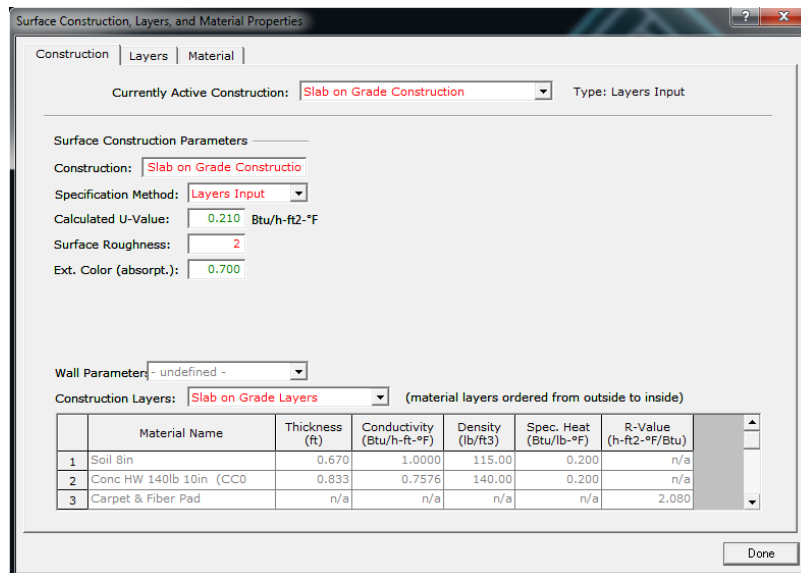 Surface Construction, Layers, and Material Properties
Construction Layers Material
Currently Active Construction: Slab on Grade Construction Type: Layers Input
Surface Construction Parameters
Construction: Slab on Grade Constructio
Specification Method: Layers Input
Calculated U-Value: 0.210 Btu/h-ft2-°F
Surface Roughness: 2
Ext. Color (absorpt.): 0.700
Wall Parameters - undefined -
Construction Layers: Slab on Grade Layers (material layers ordered from outside to inside)
Material Name Thickness (ft) Conductivity (Btu/h-ft-°F) Density (lb/ft3) Spec. Heat (Btu/lb-°F) R-Value (h-ft2-°F/Btu)
1 Soil 8in 0.670 1.0000 115.00 0.200 n/a
2 Conc HW 140lb 10in (CC0 0.833 0.7576 140.00 0.200 n/a
3 Carpet & Fiber Pad n/a n/a n/a n/a 2.080
Done